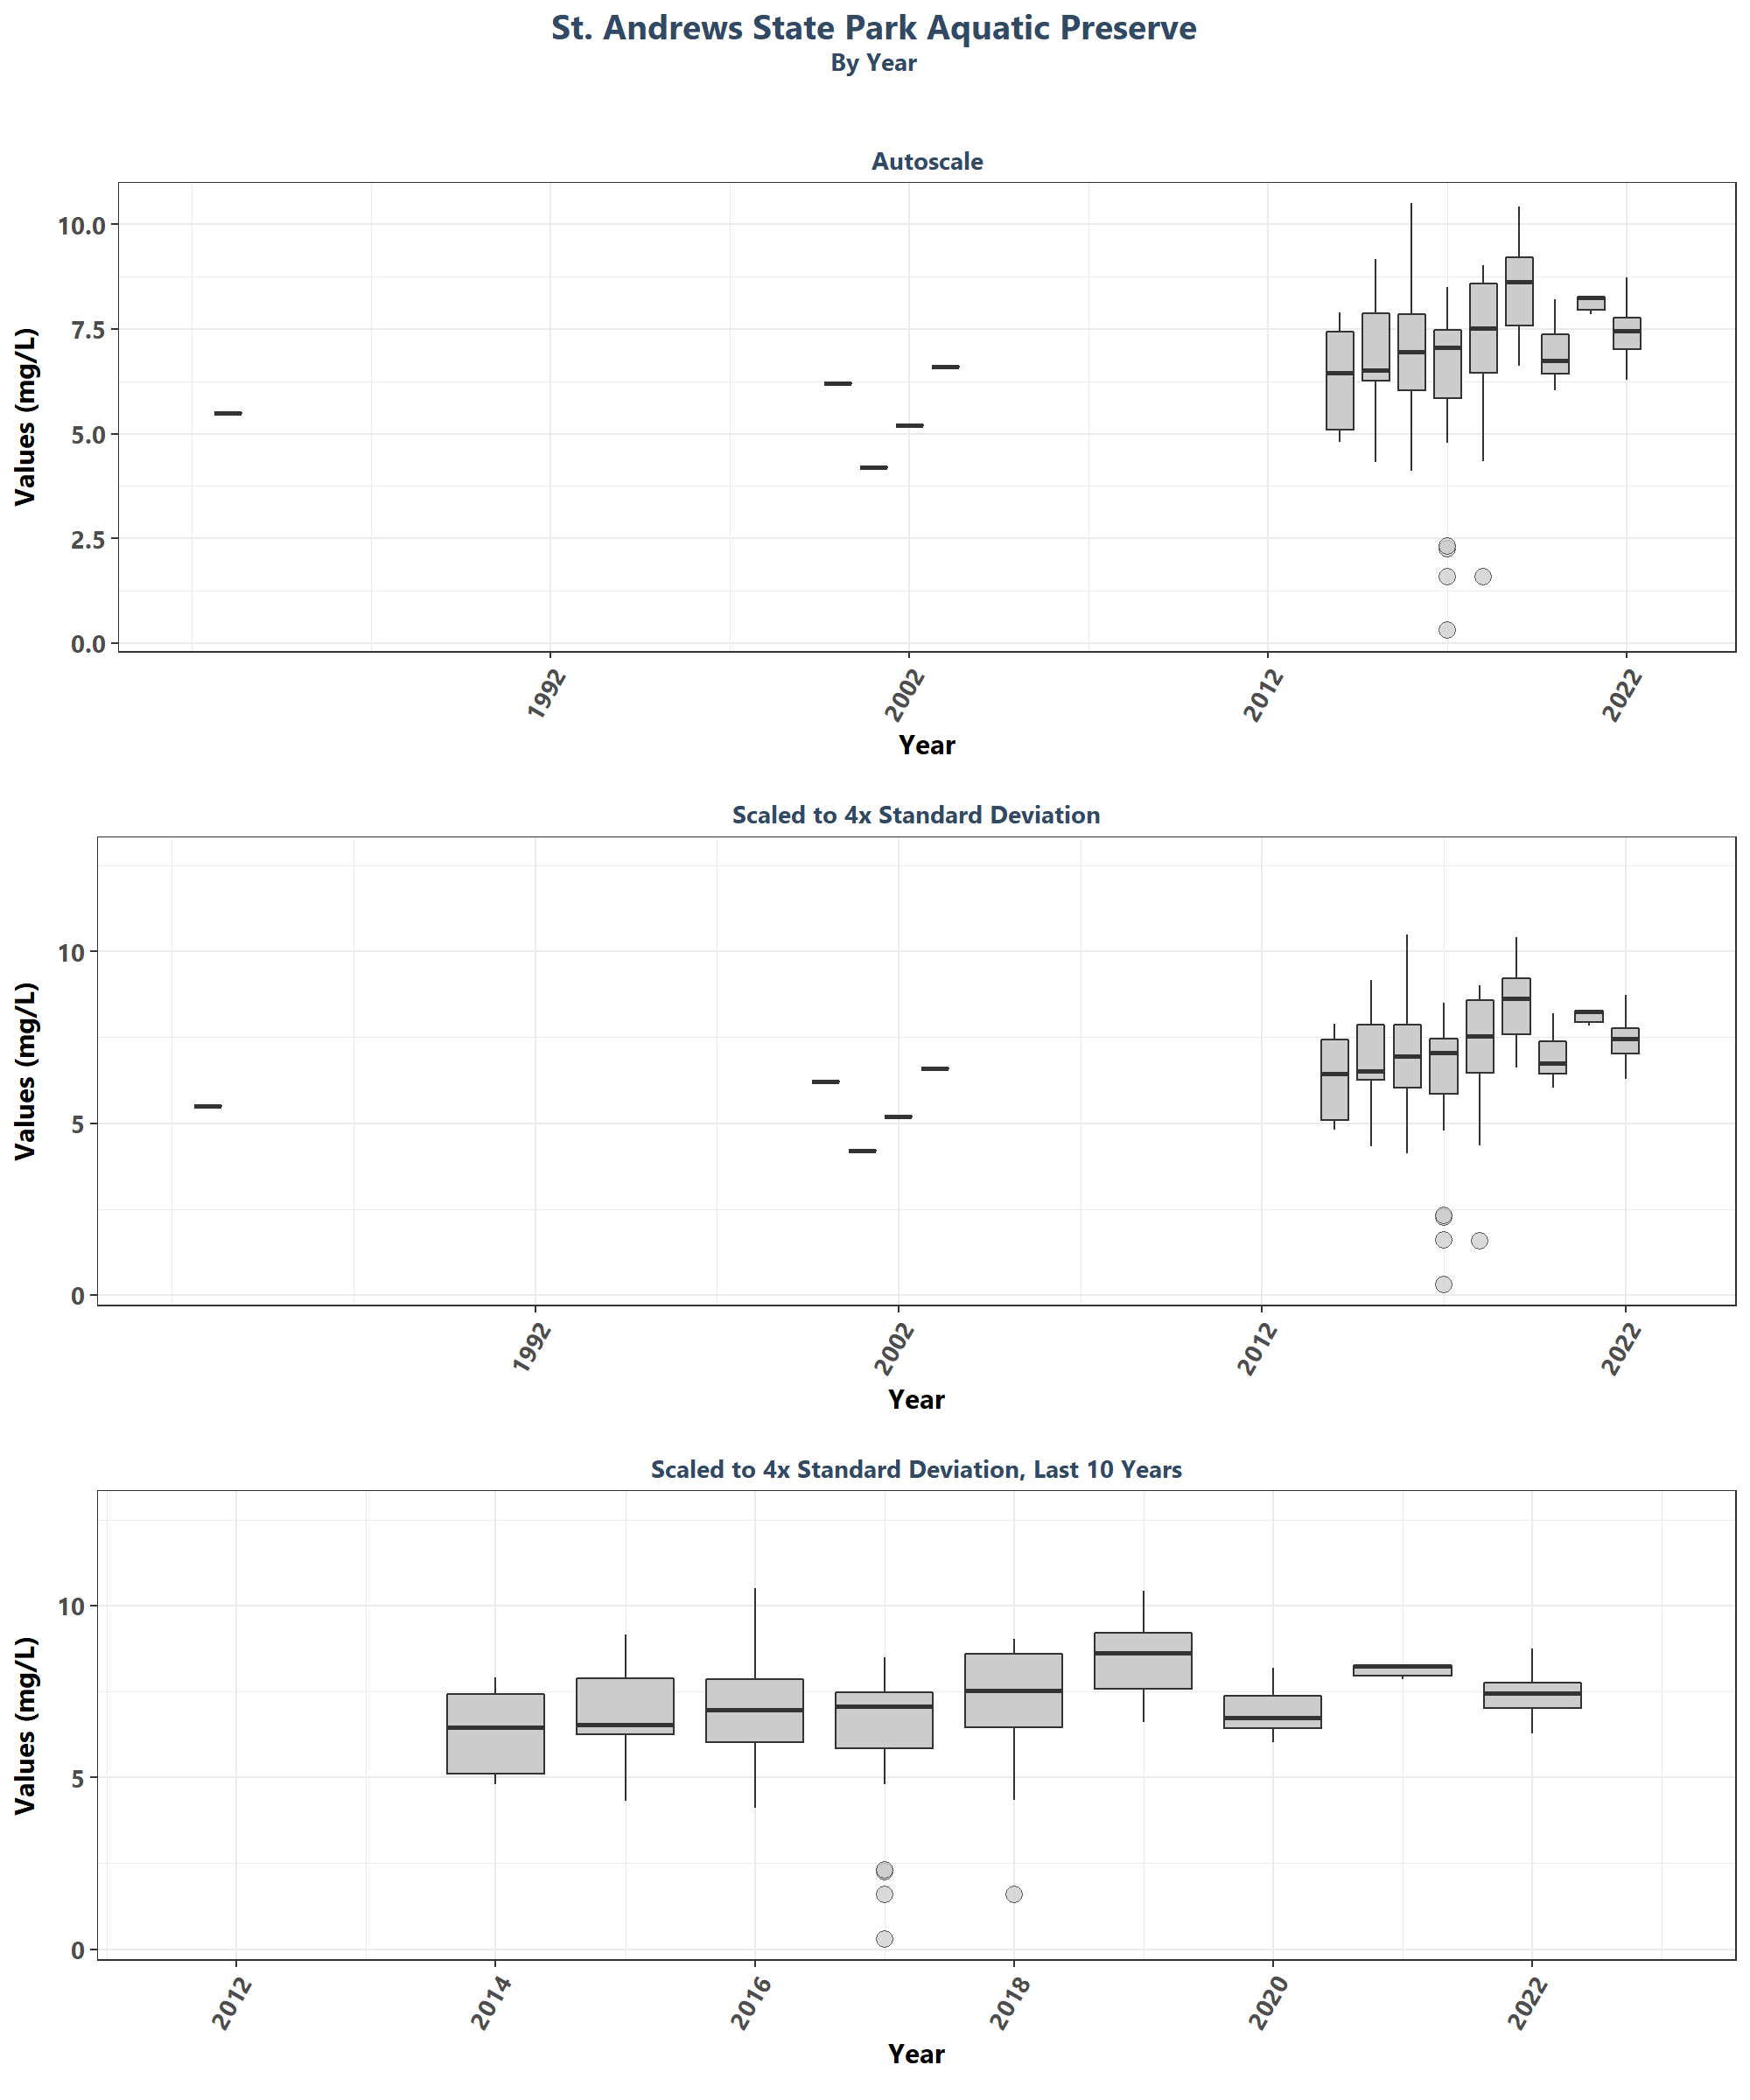 St. Andrews State Park Aquatic Preserve
By Year
Autoscale
Values (mg/L)
10.0
7.5
5.0
2.5
0.0
1992
2002
2012
2022
Year
Scaled to 4x Standard Deviation
Values (mg/L)
10
5
0
1992
2002
2012
2022
Year
Scaled to 4x Standard Deviation, Last 10 Years
Values (mg/L)
10
5
0
2012
2014
2016
2018
2020
2022
Year